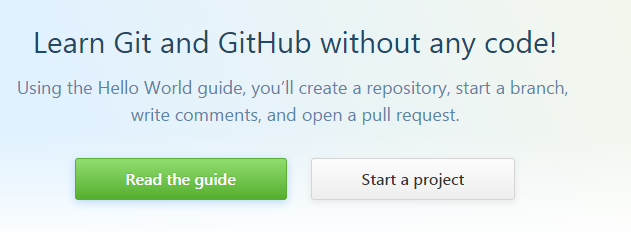 Learn Git and GitHub without any code!
Using the Hello World guide, you’ll create a repository, start a branch,
write comments, and open a pull request.
Read the guide
Start a project